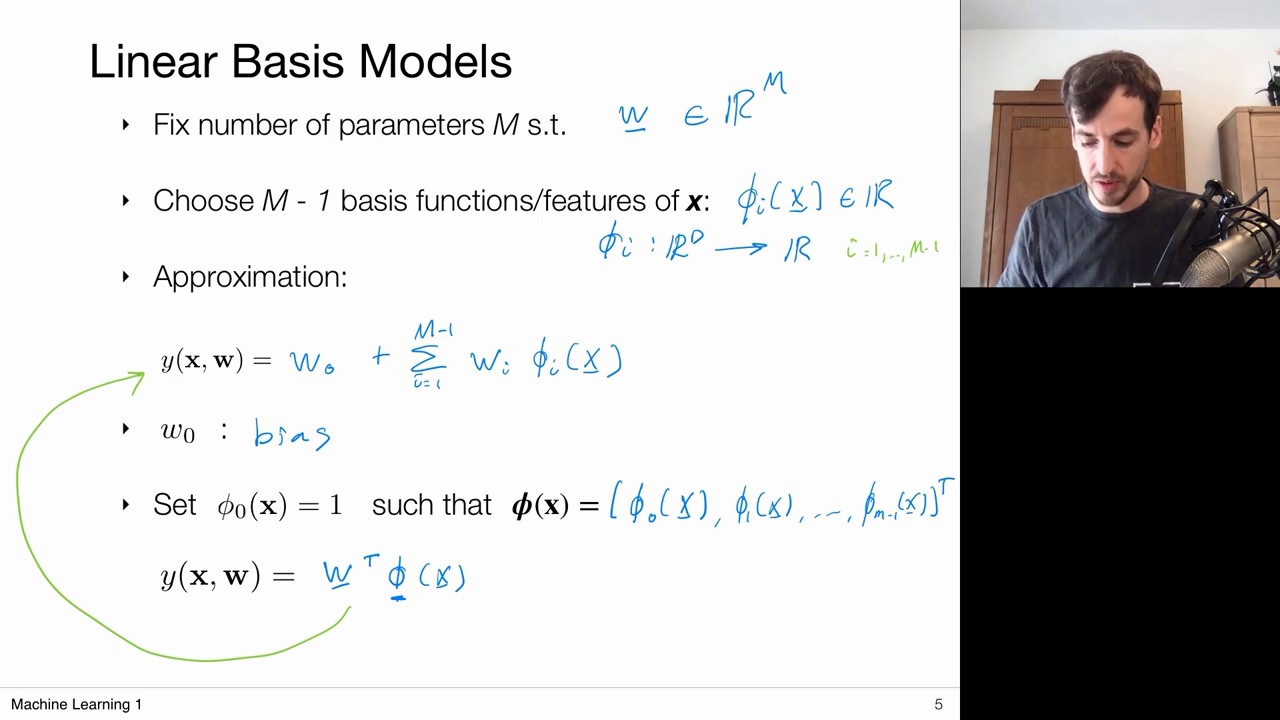 Linear Basis Models
‣ Fix number of parameters M s.t. w ∈ ℝ^M
‣ Choose M - 1 basis functions/features of x: ϕ_i(x) ∈ ℝ
ϕ_i : ℝ^D → ℝ i=1,..,M-1
‣ Approximation:
y(x, w) = w_0 + Σ_{i=1}^{M-1} w_i ϕ_i(x)
‣ w_0 : bias
‣ Set ϕ_0(x) = 1 such that ϕ(x) = [ϕ_0(x), ϕ_1(x), ..., ϕ_{m-1}(x)]^T
y(x, w) = w^T ϕ(x)
Machine Learning 1
5